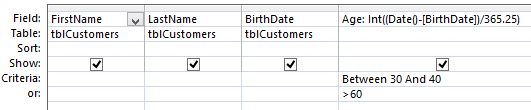 Field: FirstName LastName BirthDate Age: Int((Date()-[BirthDate])/365.25)
Table: tblCustomers tblCustomers tblCustomers
Sort:
Show:
Criteria: Between 30 And 40
or: >60